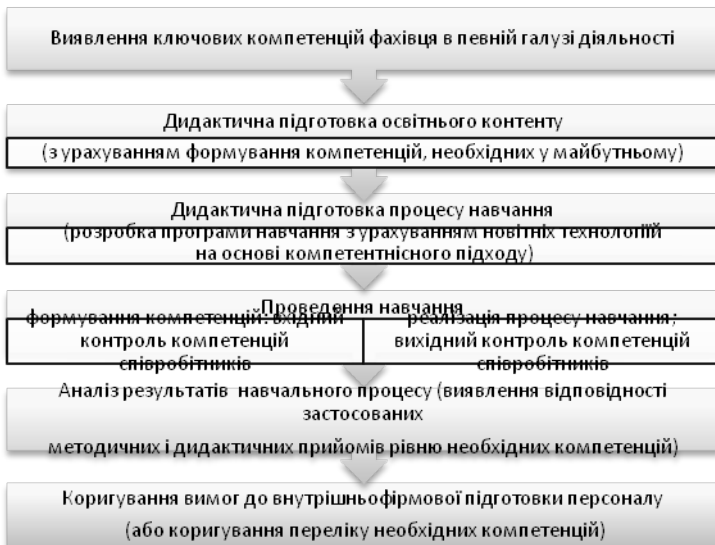 Виявлення ключових компетенцій фахівця в певній галузі діяльності
Дидактична підготовка освітнього контенту
(з урахуванням формування компетенцій, необхідних у майбутньому)
Дидактична підготовка процесу навчання
(розробка програми навчання з урахуванням новітніх технологіїй
на основі компетентнісного підходу)
Проведення навчання
формування компетенцій: вхідний
контроль компетенцій
співробітників
реалізація процесу навчання;
вихідний контроль компетенцій
співробітників
Аналіз результатів навчального процесу (виявлення відповідності
застосованих
методичних і дидактичних прийомів рівню необхідних компетенцій)
Коригування вимог до внутрішньофірмової підготовки персоналу
(або коригування переліку необхідних компетенцій)